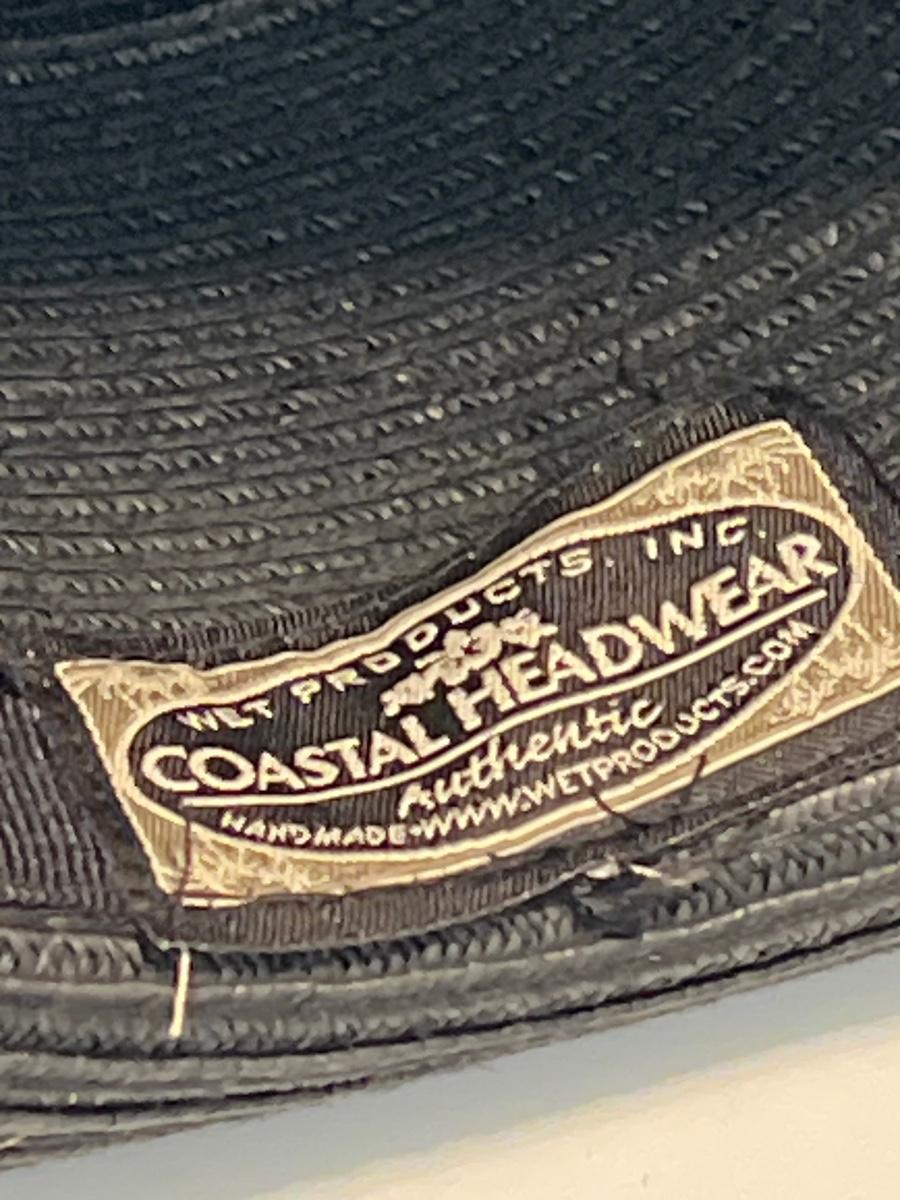 WET PRODUCTS, INC.
COASTAL HEADWEAR
Authentic
HANDMADE•WWW.WETPRODUCTS.COM